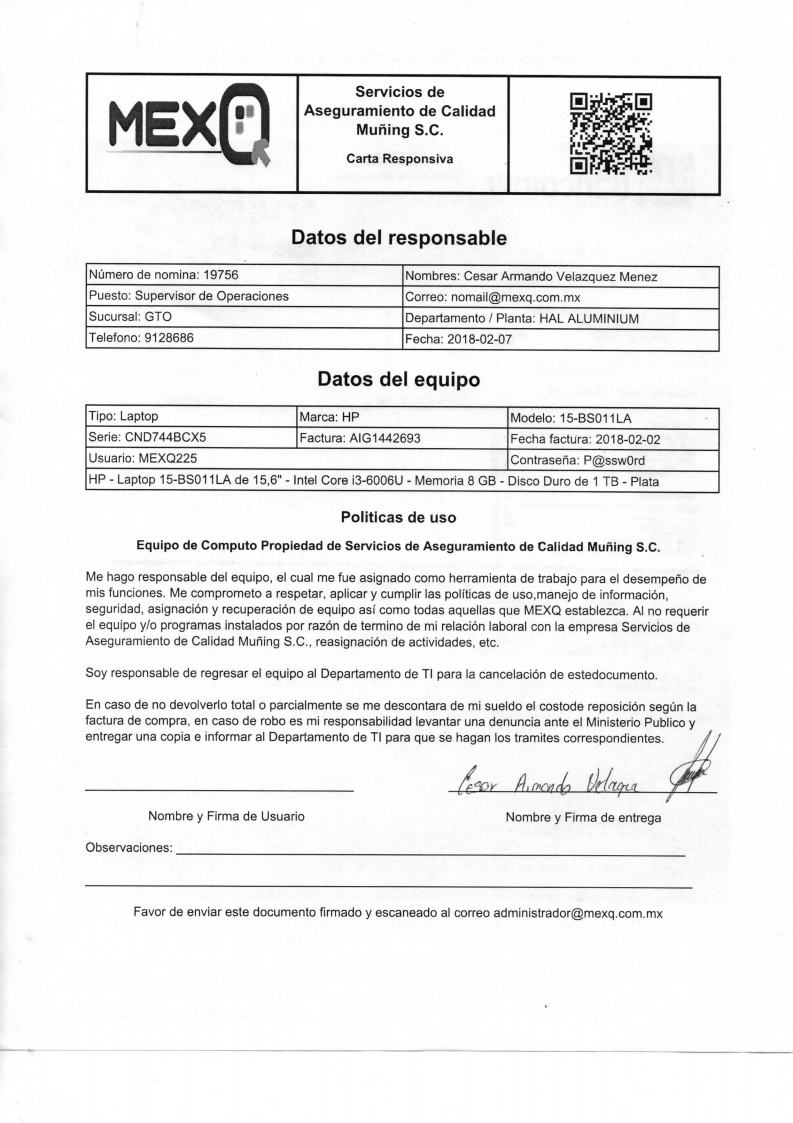 MEXQ
Servicios de
Aseguramiento de Calidad
Muñing S.C.
Carta Responsiva
Datos del responsable
Número de nomina: 19756
Nombres: Cesar Armando Velazquez Menez
Puesto: Supervisor de Operaciones
Correo: nomail@mexq.com.mx
Sucursal: GTO
Departamento / Planta: HAL ALUMINIUM
Telefono: 9128686
Fecha: 2018-02-07
Datos del equipo
Tipo: Laptop
Marca: HP
Modelo: 15-BS011LA
Serie: CND744BCX5
Factura: AIG1442693
Fecha factura: 2018-02-02
Usuario: MEXQ225
Contraseña: P@ssw0rd
HP - Laptop 15-BS011LA de 15,6" - Intel Core i3-6006U - Memoria 8 GB - Disco Duro de 1 TB - Plata
Politicas de uso
Equipo de Computo Propiedad de Servicios de Aseguramiento de Calidad Muñing S.C.
Me hago responsable del equipo, el cual me fue asignado como herramienta de trabajo para el desempeño de
mis funciones. Me comprometo a respetar, aplicar y cumplir las políticas de uso,manejo de información,
seguridad, asignación y recuperación de equipo así como todas aquellas que MEXQ establezca. Al no requerir
el equipo y/o programas instalados por razón de termino de mi relación laboral con la empresa Servicios de
Aseguramiento de Calidad Muñing S.C., reasignación de actividades, etc.
Soy responsable de regresar el equipo al Departamento de TI para la cancelación de estedocumento.
En caso de no devolverlo total o parcialmente se me descontara de mi sueldo el costode reposición según la
factura de compra, en caso de robo es mi responsabilidad levantar una denuncia ante el Ministerio Publico y
entregar una copia e informar al Departamento de TI para que se hagan los tramites correspondientes.
Cesar Armando
Nombre y Firma de Usuario
Nombre y Firma de entrega
Observaciones:
Favor de enviar este documento firmado y escaneado al correo administrador@mexq.com.mx